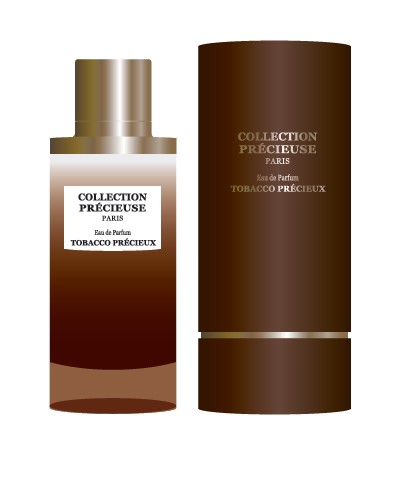 COLLECTION
PRÉCIEUSE
PARIS
Eau de Parfum
TOBACCO PRÉCIEUX
COLLECTION
PRÉCIEUSE
PARIS
Eau de Parfum
TOBACCO PRÉCIEUX